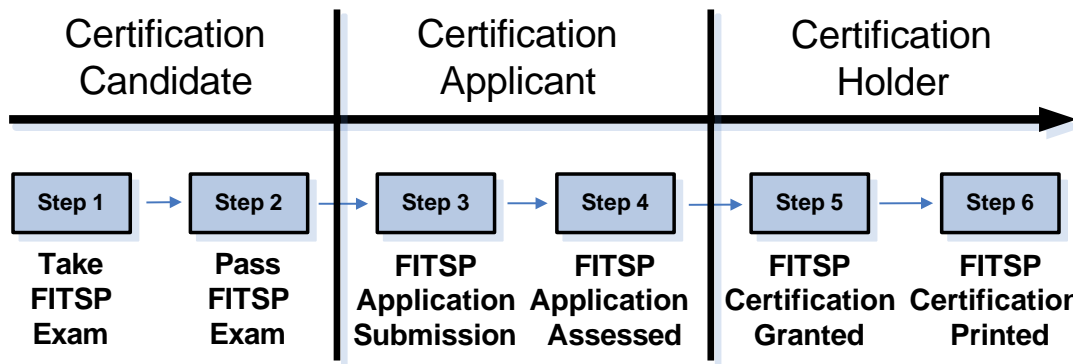 Certification
Candidate
Certification
Applicant
Certification
Holder
Step 1
Step 2
Step 3
Step 4
Step 5
Step 6
Take
FITSP
Exam
Pass
FITSP
Exam
FITSP
Application
Submission
FITSP
Application
Assessed
FITSP
Certification
Granted
FITSP
Certification
Printed